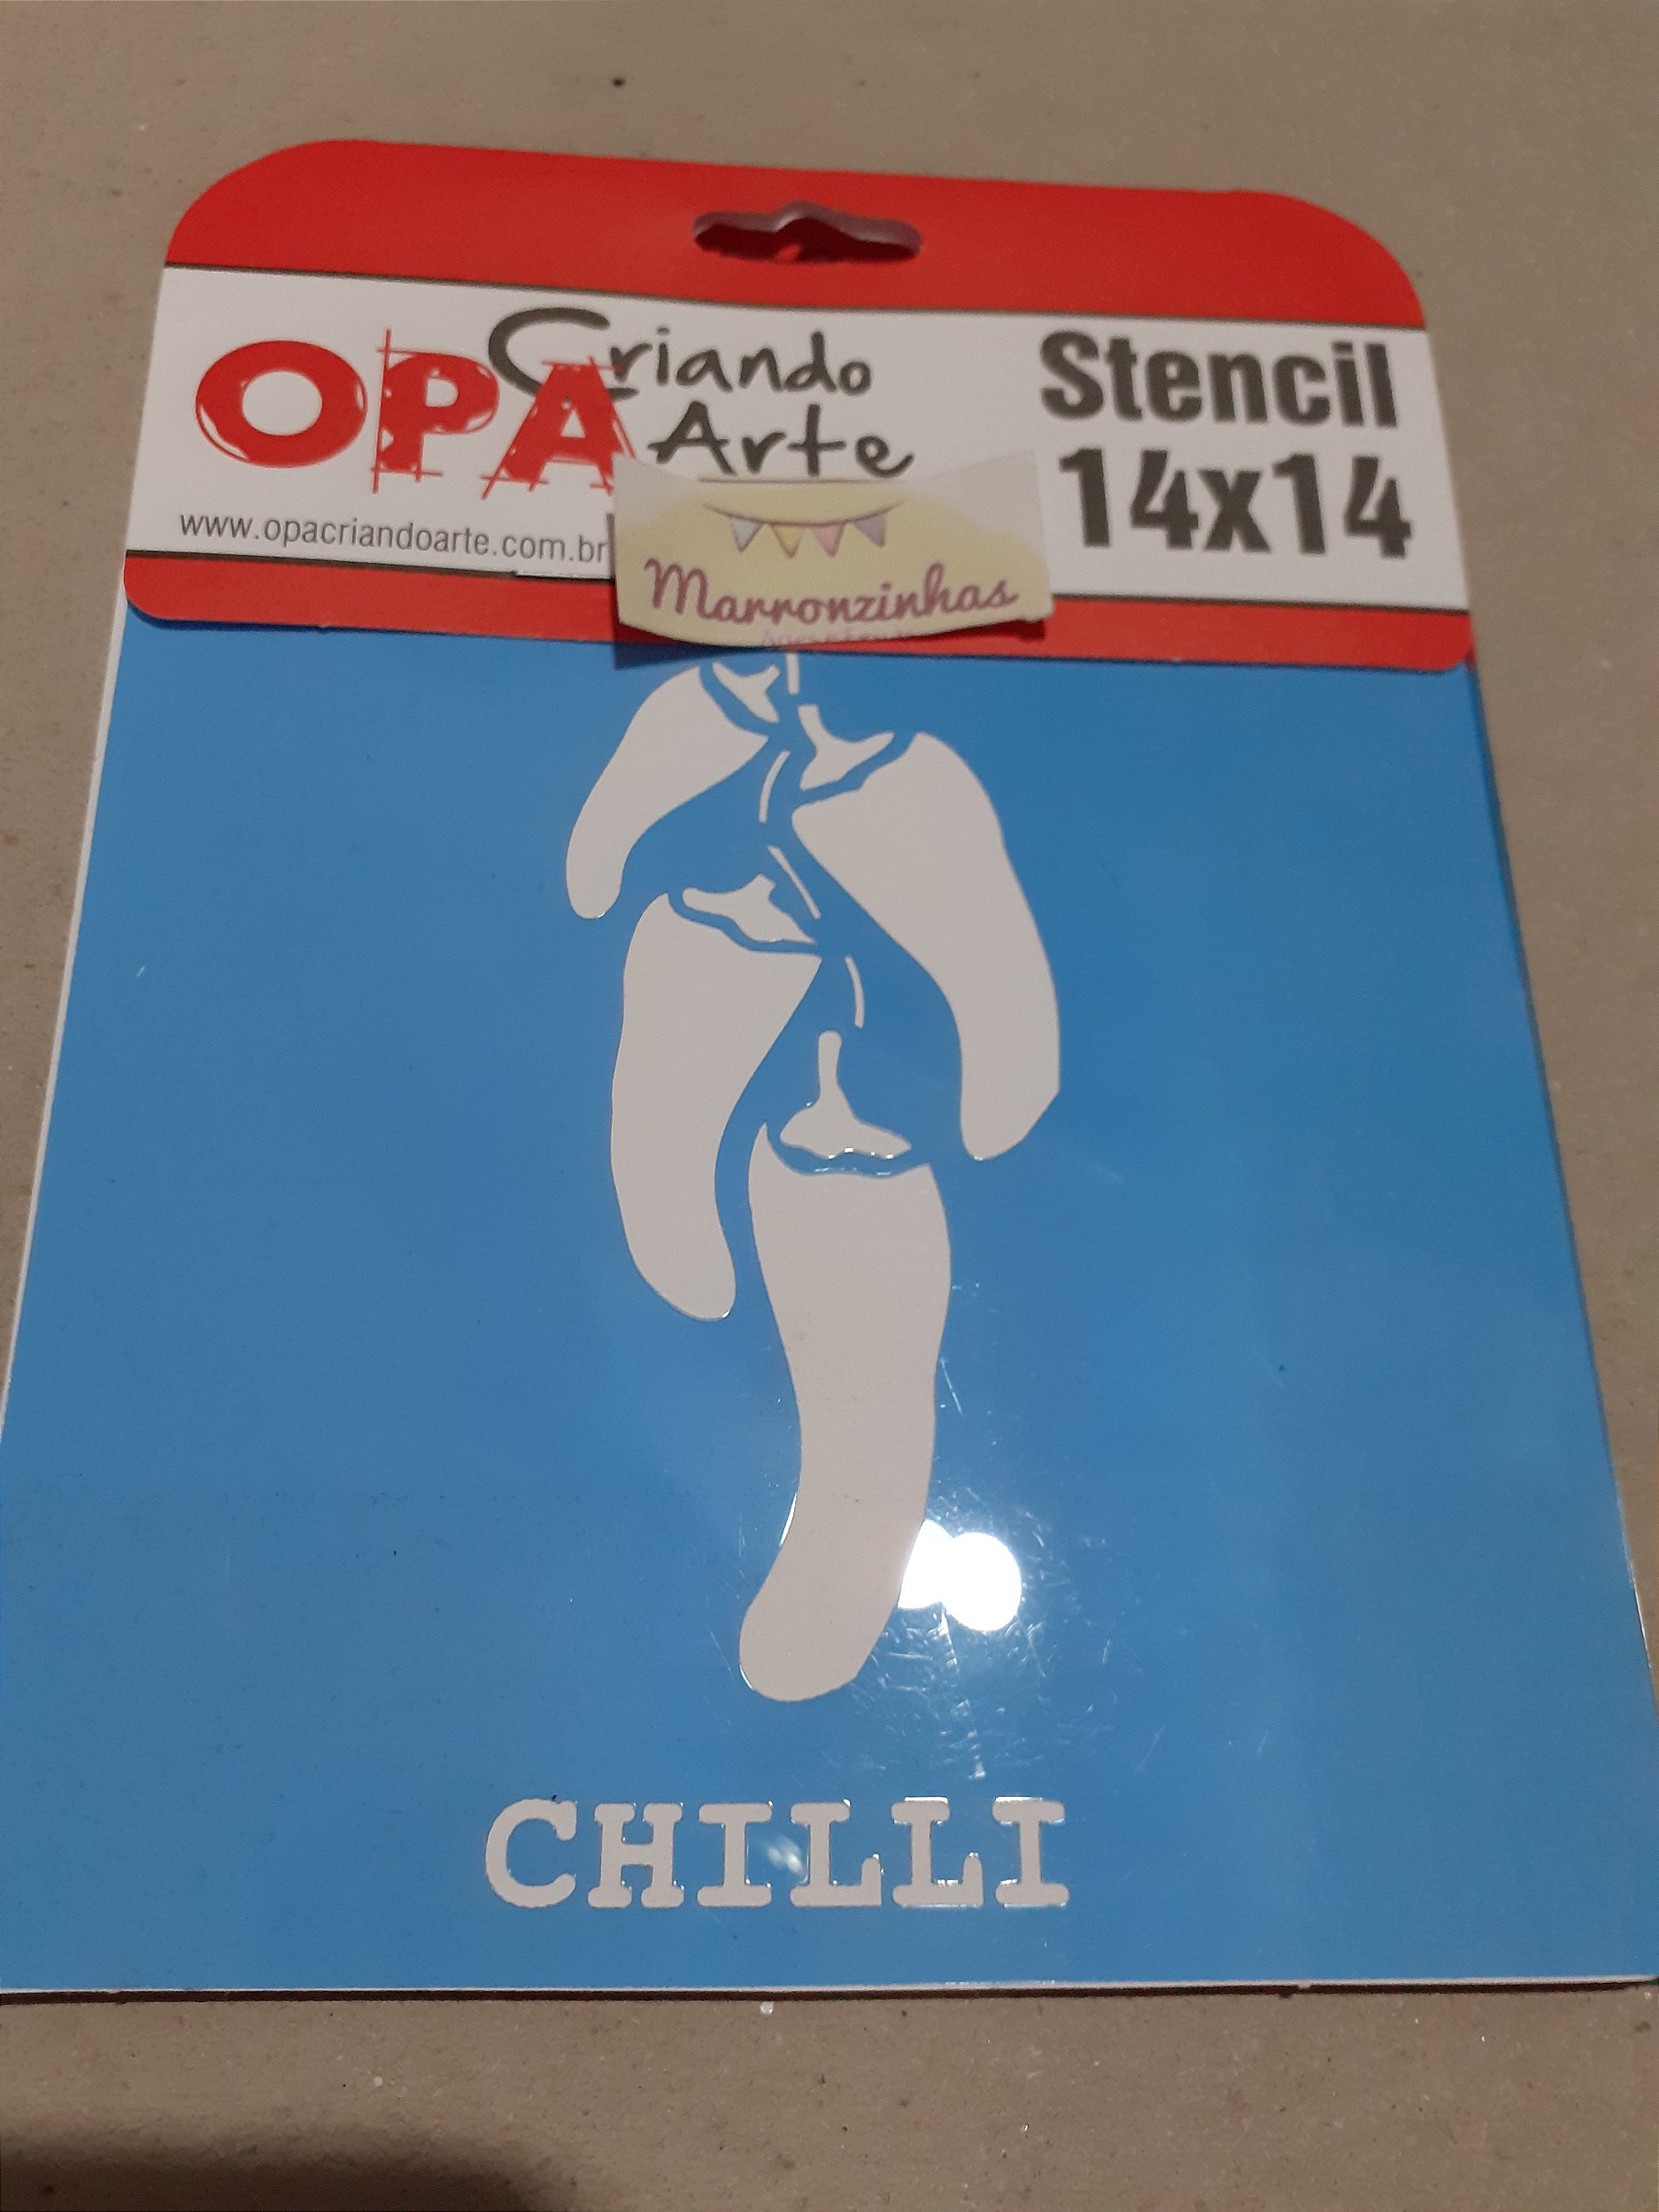 OPA Criando
Arte
www.opacriandoarte.com.br
Stencil
14x14
Marronzinhas
CHILLI